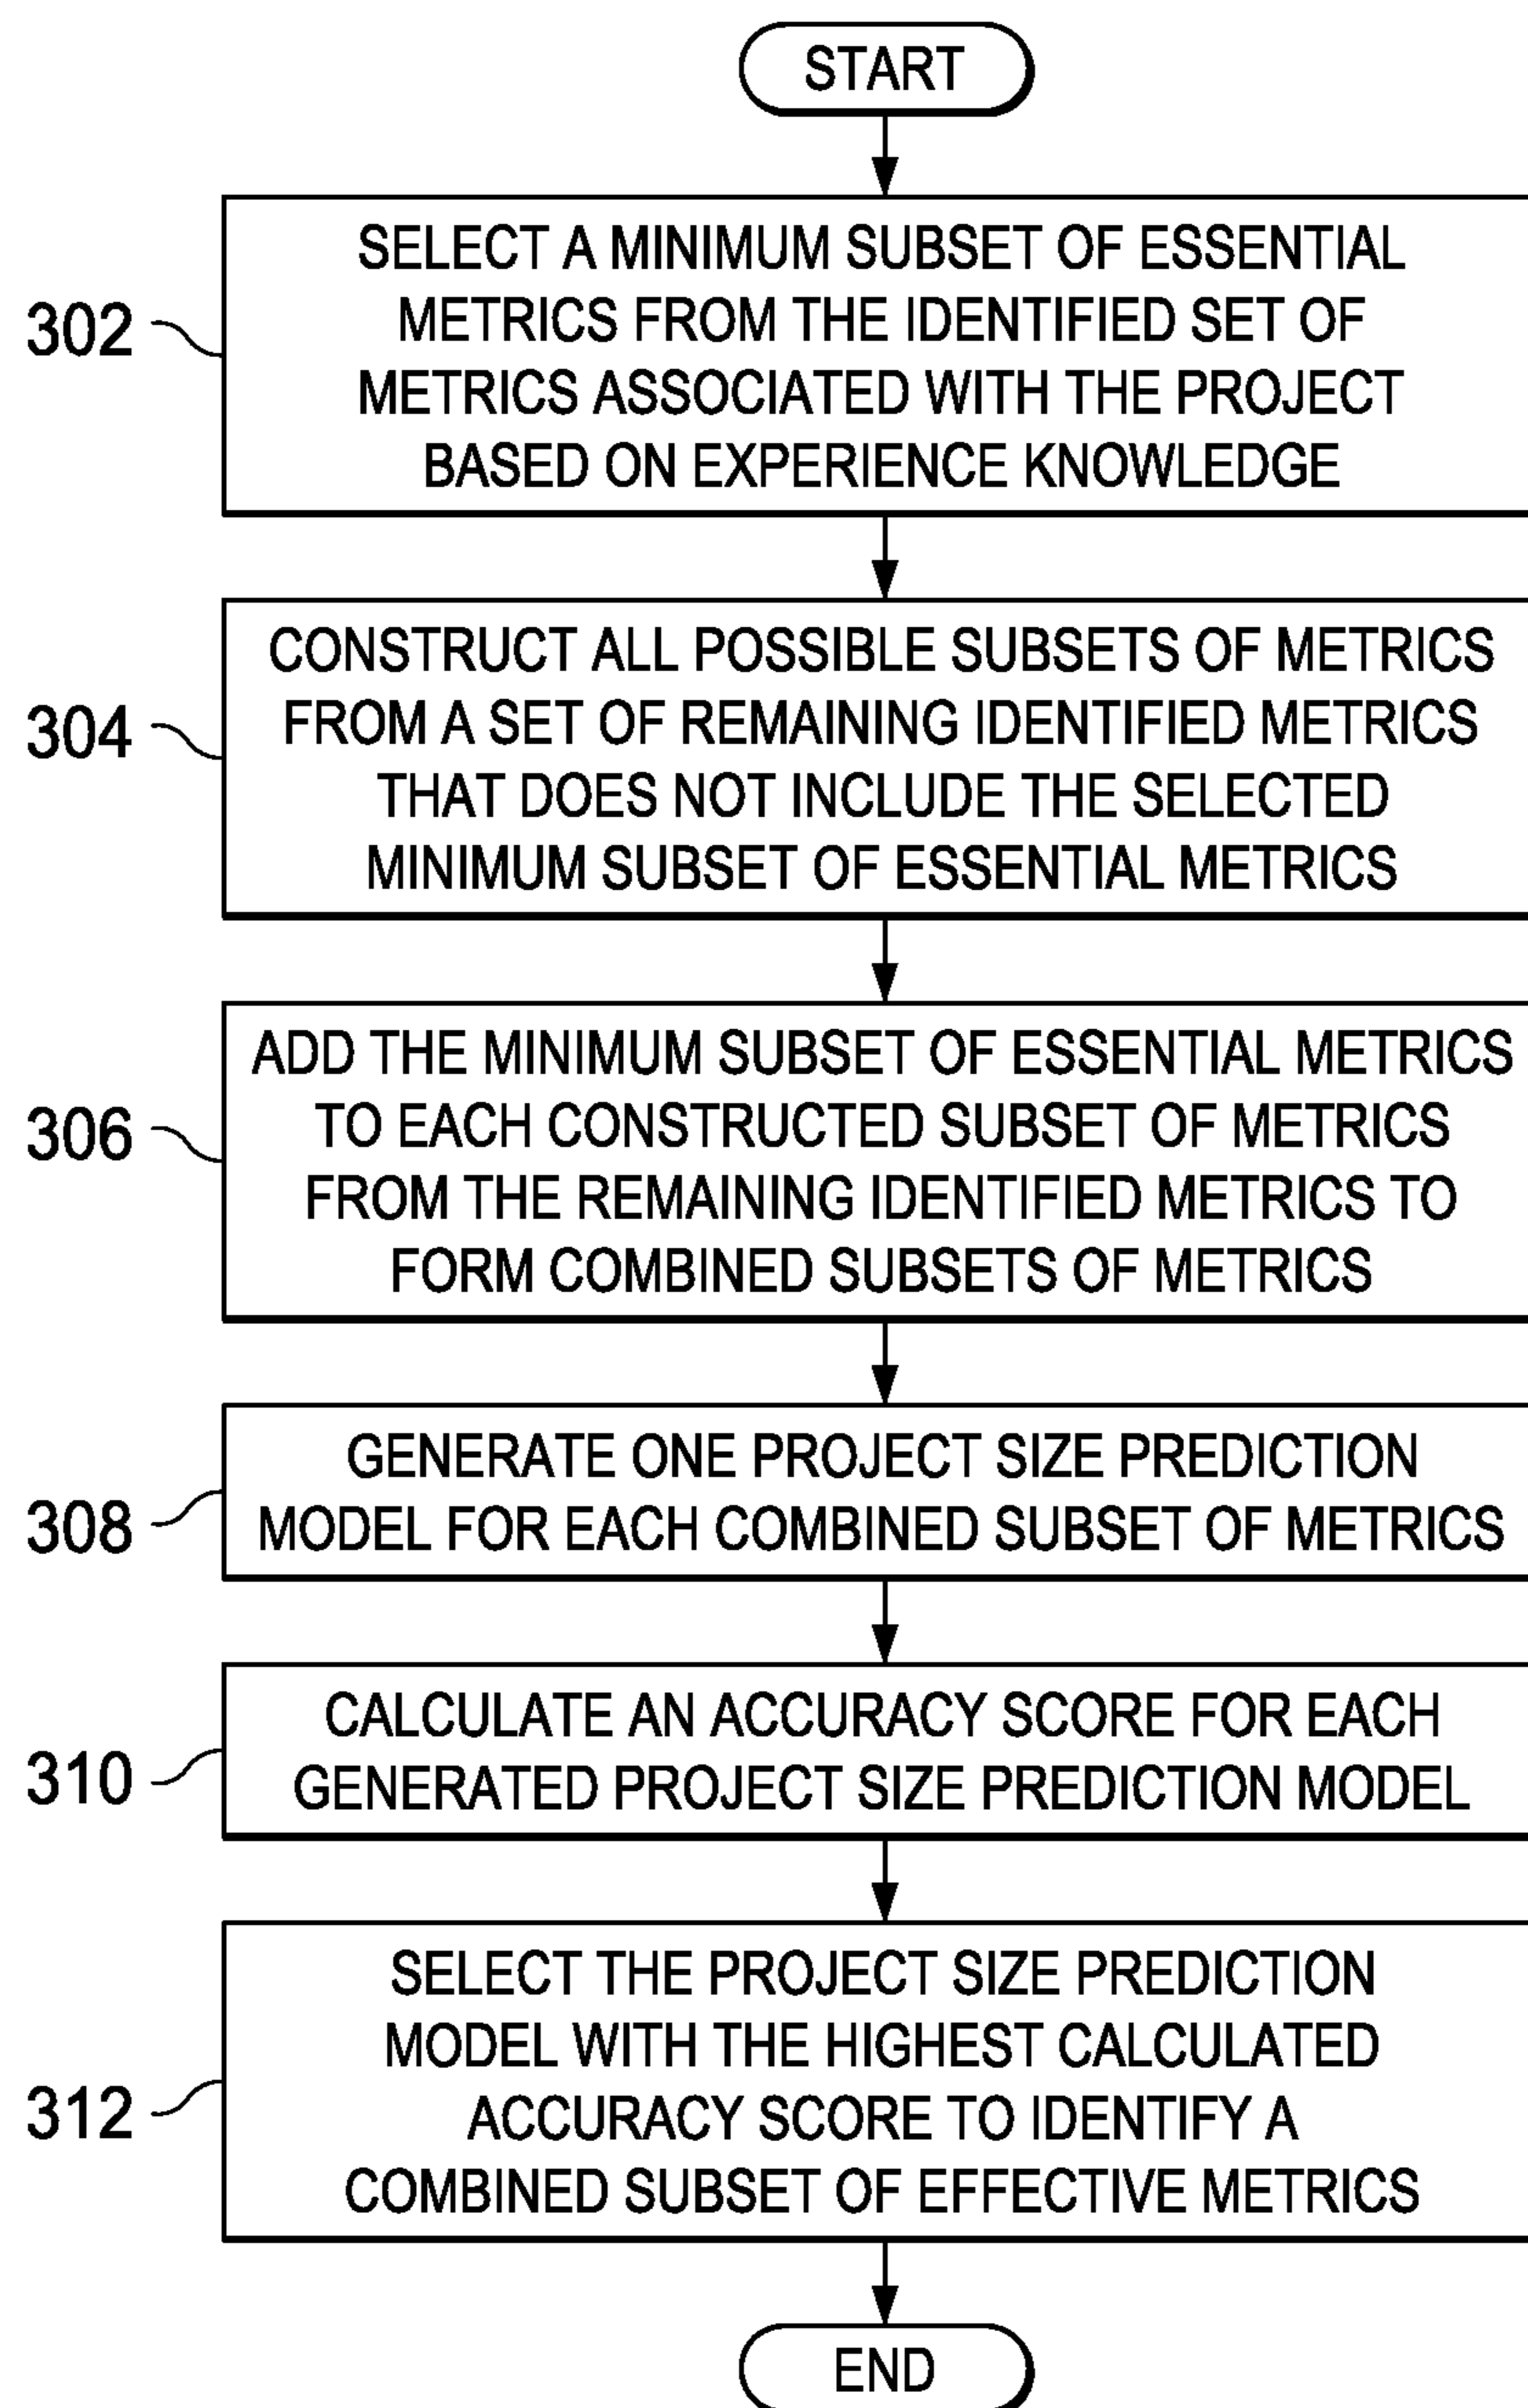 START
302
SELECT A MINIMUM SUBSET OF ESSENTIAL
METRICS FROM THE IDENTIFIED SET OF
METRICS ASSOCIATED WITH THE PROJECT
BASED ON EXPERIENCE KNOWLEDGE
304
CONSTRUCT ALL POSSIBLE SUBSETS OF METRICS
FROM A SET OF REMAINING IDENTIFIED METRICS
THAT DOES NOT INCLUDE THE SELECTED
MINIMUM SUBSET OF ESSENTIAL METRICS
306
ADD THE MINIMUM SUBSET OF ESSENTIAL METRICS
TO EACH CONSTRUCTED SUBSET OF METRICS
FROM THE REMAINING IDENTIFIED METRICS TO
FORM COMBINED SUBSETS OF METRICS
308
GENERATE ONE PROJECT SIZE PREDICTION
MODEL FOR EACH COMBINED SUBSET OF METRICS
310
CALCULATE AN ACCURACY SCORE FOR EACH
GENERATED PROJECT SIZE PREDICTION MODEL
312
SELECT THE PROJECT SIZE PREDICTION
MODEL WITH THE HIGHEST CALCULATED
ACCURACY SCORE TO IDENTIFY A
COMBINED SUBSET OF EFFECTIVE METRICS
END